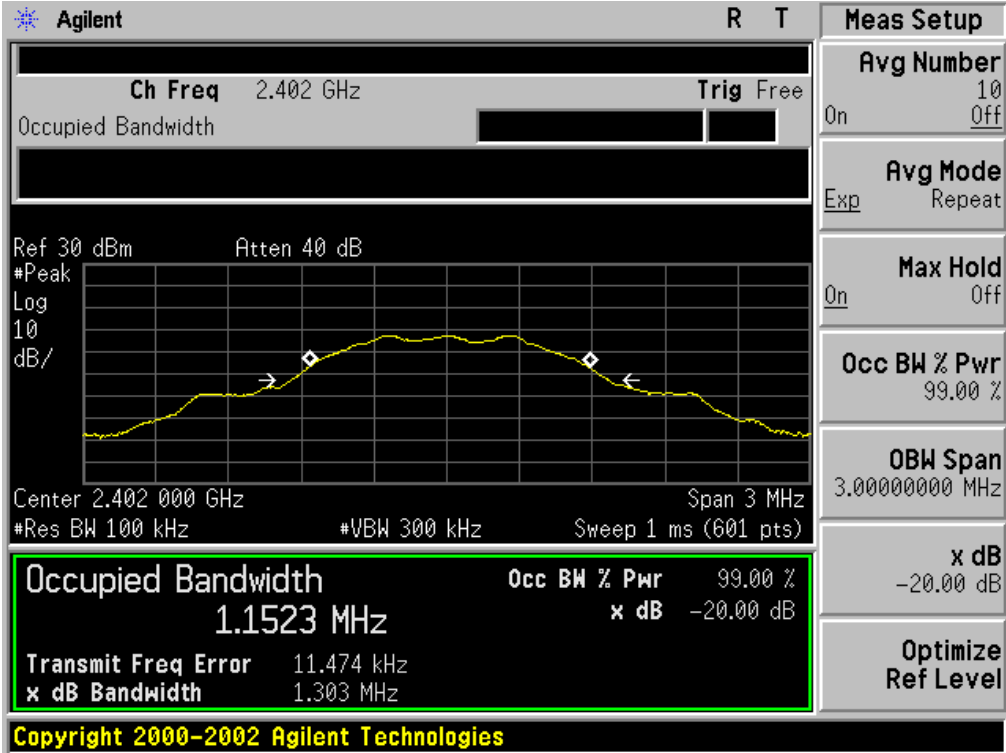 Agilent R T
Ch Freq 2.402 GHz Trig Free
Occupied Bandwidth
Ref 30 dBm Atten 40 dB
#Peak
Log
10
dB/
Center 2.402 000 GHz Span 3 MHz
#Res BW 100 kHz #VBW 300 kHz Sweep 1 ms (601 pts)
Occupied Bandwidth Occ BW % Pwr 99.00 %
1.1523 MHz x dB -20.00 dB
Transmit Freq Error 11.474 kHz
x dB Bandwidth 1.303 MHz
Copyright 2000-2002 Agilent Technologies
Meas Setup
Avg Number
10
On Off
Avg Mode
Exp Repeat
Max Hold
On Off
Occ BW % Pwr
99.00 %
OBW Span
3.00000000 MHz
x dB
-20.00 dB
Optimize
Ref Level